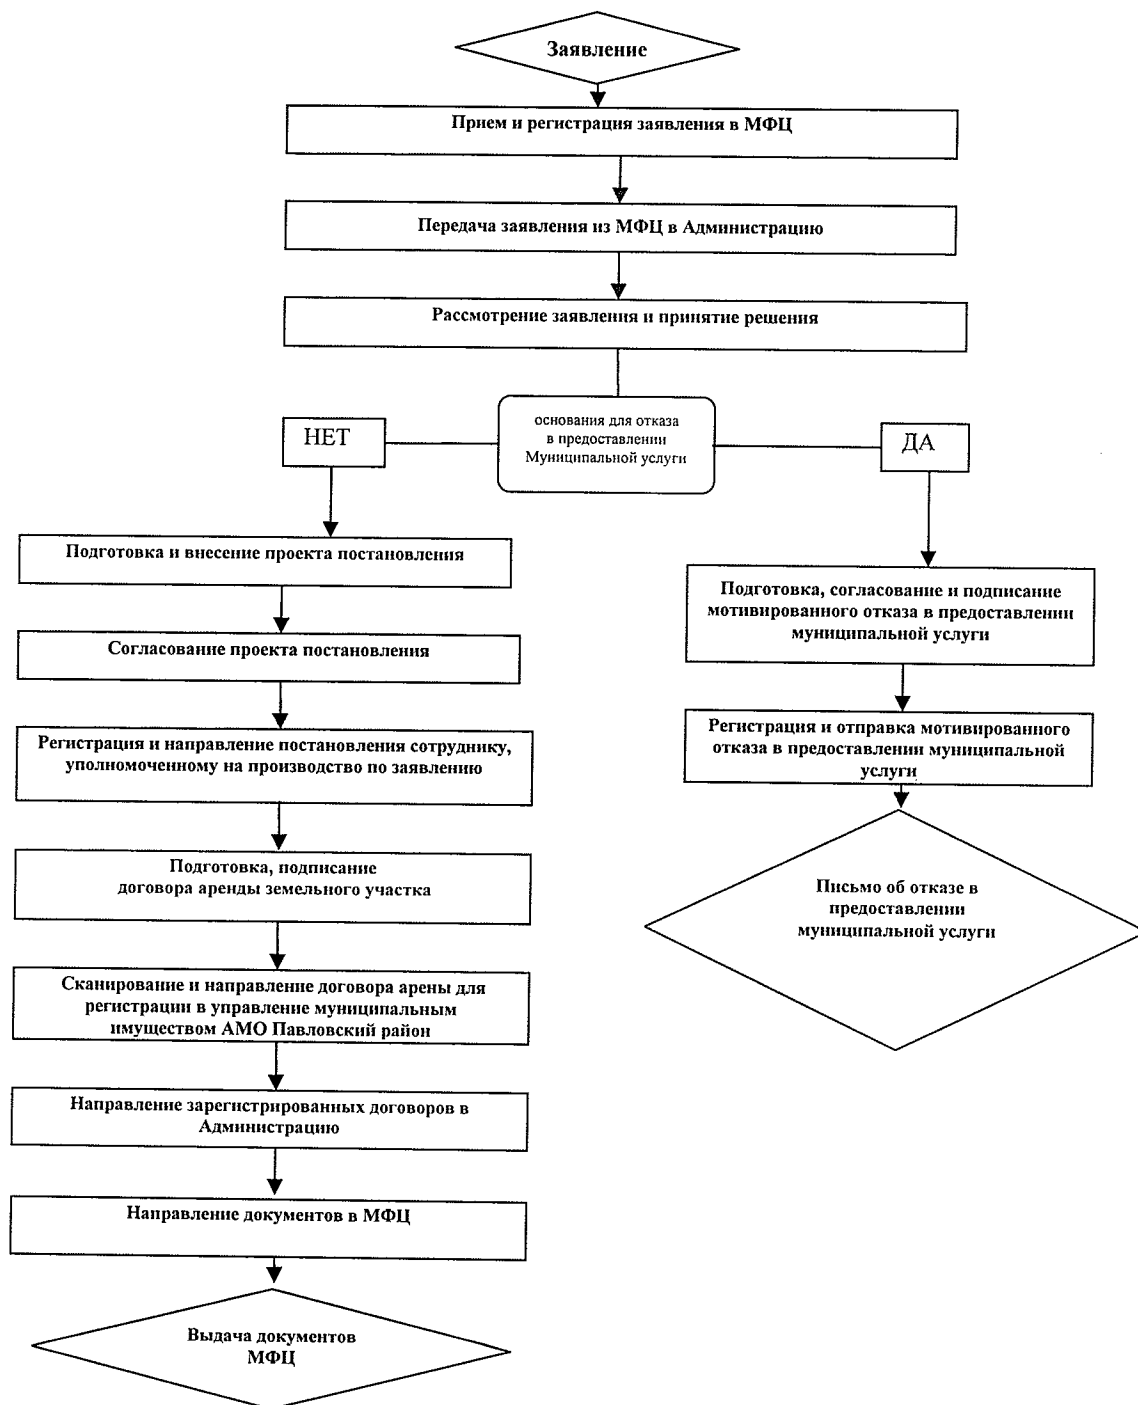 Заявление
Прием и регистрация заявления в МФЦ
Передача заявления из МФЦ в Администрацию
Рассмотрение заявления и принятие решения
основания для отказа
в предоставлении
Муниципальной услуги
НЕТ
ДА
Подготовка и внесение проекта постановления
Согласование проекта постановления
Регистрация и направление постановления сотруднику,
уполномоченному на производство по заявлению
Подготовка, подписание
договора аренды земельного участка
Сканирование и направление договора арены для
регистрации в управление муниципальным
имуществом АМО Павловский район
Направление зарегистрированных договоров в
Администрацию
Направление документов в МФЦ
Выдача документов
МФЦ
Подготовка, согласование и подписание
мотивированного отказа в предоставлении
муниципальной услуги
Регистрация и отправка мотивированного
отказа в предоставлении муниципальной
услуги
Письмо об отказе в
предоставлении
муниципальной услуги